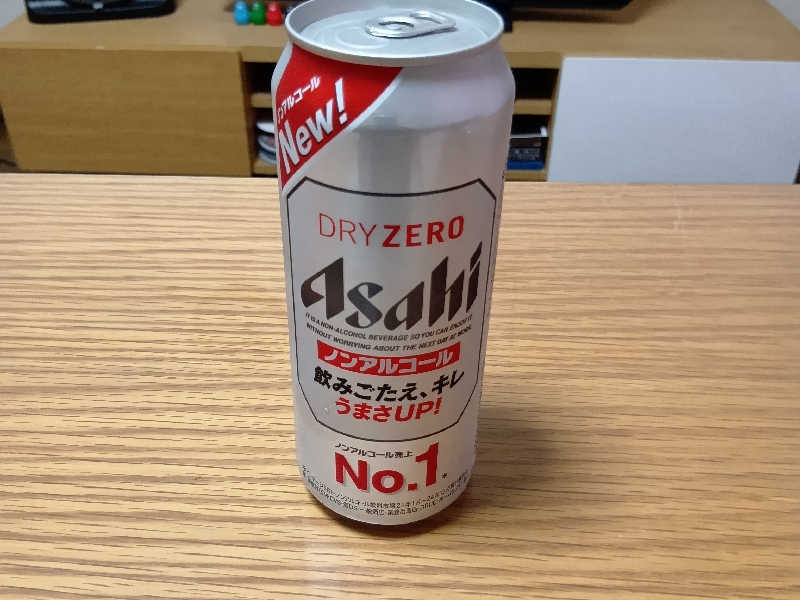 ノンアルコール
New!
DRY ZERO
Asahi
IT IS A NON-ALCOHOL BEVERAGE SO YOU CAN ENJOY IT
WITHOUT WORRYING ABOUT THE NEXT DAY AT WORK.
ノンアルコール
飲みごたえ、キレ
うまさUP!
ノンアルコール売上
No.1*